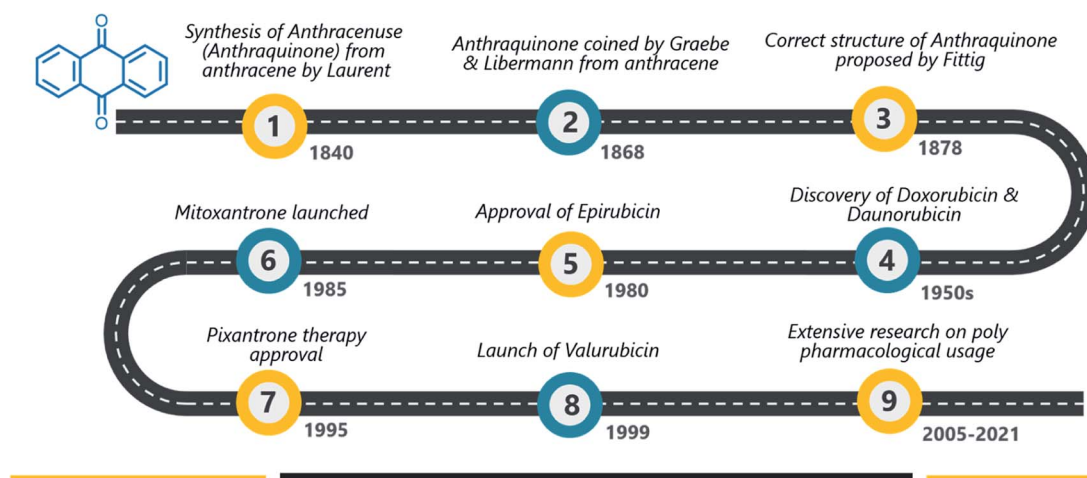 O
O
Synthesis of Anthracenuse
(Anthraquinone) from
anthracene by Laurent
1
1840
Anthraquinone coined by Graebe
& Libermann from anthracene
2
1868
Correct structure of Anthraquinone
proposed by Fittig
3
1878
Discovery of Doxorubicin &
Daunorubicin
4
1950s
Approval of Epirubicin
5
1980
Mitoxantrone launched
6
1985
Pixantrone therapy
approval
7
1995
Launch of Valurubicin
8
1999
Extensive research on poly
pharmacological usage
9
2005-2021